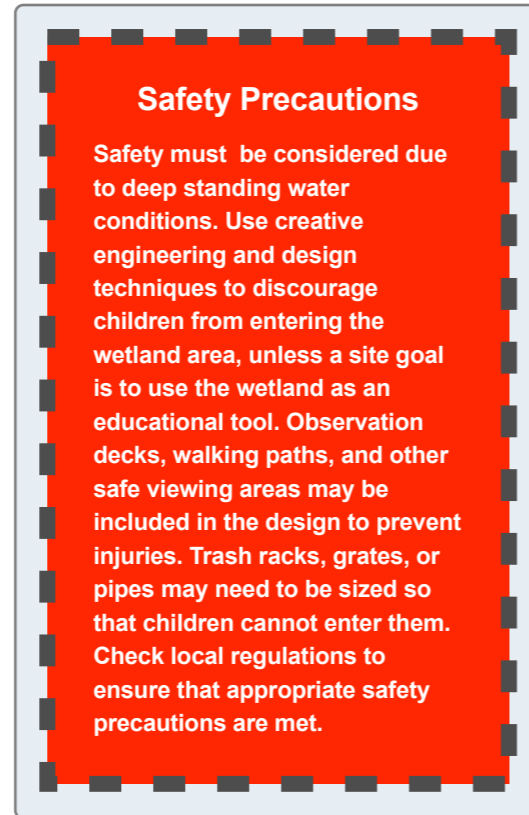 Safety Precautions
Safety must  be considered due
to deep standing water
conditions. Use creative
engineering and design
techniques to discourage
children from entering the
wetland area, unless a site goal
is to use the wetland as an
educational tool. Observation
decks, walking paths, and other
safe viewing areas may be
included in the design to prevent
injuries. Trash racks, grates, or
pipes may need to be sized so
that children cannot enter them.
Check local regulations to
ensure that appropriate safety
precautions are met.